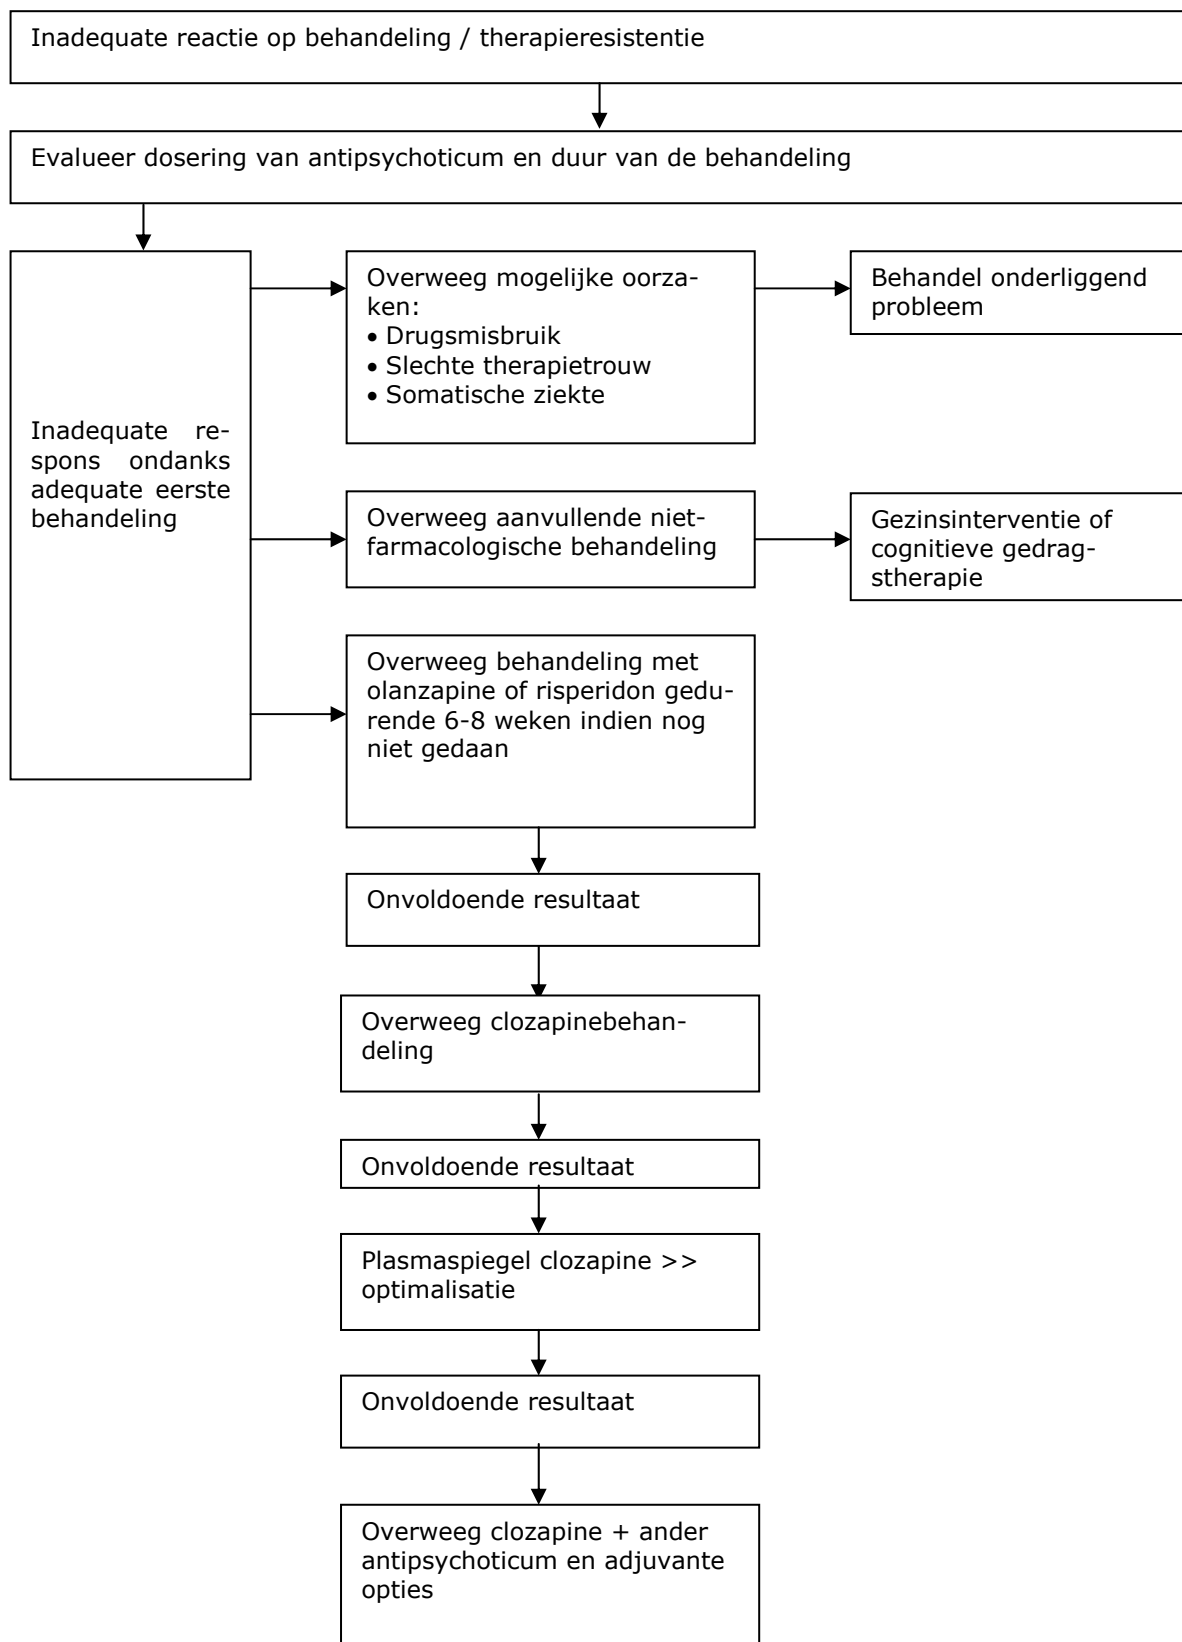 Inadequate reactie op behandeling / therapieresistentie
Evalueer dosering van antipsychoticum en duur van de behandeling
Inadequate re-
spons ondanks
adequate eerste
behandeling
Overweeg mogelijke oorza-
ken:
• Drugsmisbruik
• Slechte therapietrouw
• Somatische ziekte
Behandel onderliggend
probleem
Overweeg aanvullende niet-
farmacologische behandeling
Gezinsinterventie of
cognitieve gedrag-
stherapie
Overweeg behandeling met
olanzapine of risperidon gedu-
rende 6-8 weken indien nog
niet gedaan
Onvoldoende resultaat
Overweeg clozapinebehan-
deling
Onvoldoende resultaat
Plasmaspiegel clozapine >>
optimalisatie
Onvoldoende resultaat
Overweeg clozapine + ander
antipsychoticum en adjuvante
opties